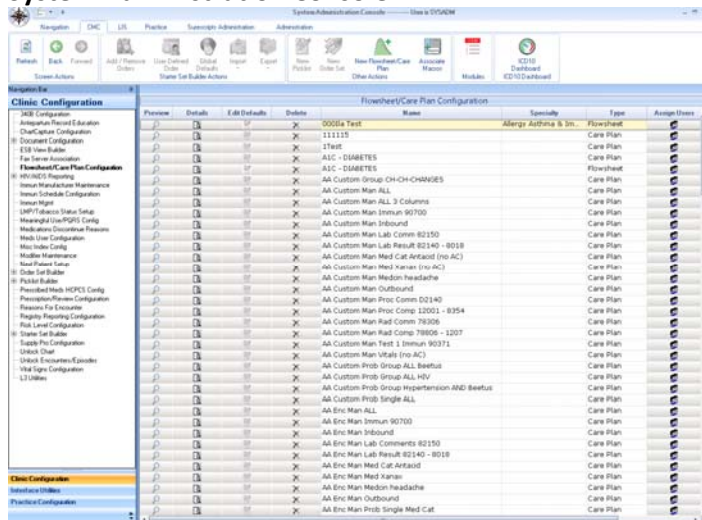 System Administration Console User is SYSADM
Navigation CHC LIS Practice Surescripts Administration Administration
Refresh Back Forward Add / Remove Orders User Defined Order Global Defaults Import Export New Picklist New Order Set New Flowsheet/Care Plan Associate Macros Modules ICD10 Dashboard
Screen Actions Starter Set Builder Actions Other Actions Modules ICD10 Dashboard
Navigation Bar
Clinic Configuration
340B Configuration
Antepartum Record Education
ChartCapture Configuration
Document Configuration
ESB View Builder
Fax Server Association
Flowsheet/Care Plan Configuration
HIV/AIDS Reporting
Immun Manufacturer Maintenance
Immun Schedule Configuration
Immun Mgmt
LMP/Tobacco Status Setup
Meaningful Use/PQRS Config
Medications Discontinue Reasons
Meds User Configuration
Misc Index Config
Modifier Maintenance
Next Patient Setup
Order Set Builder
Picklist Builder
Prescribed Meds HCPCS Config
Prescription/Review Configuration
Reasons For Encounter
Registry Reporting Configuration
Risk Level Configuration
Starter Set Builder
Supply Pro Configuration
Unlock Chart
Unlock Encounters/Episodes
Vital Signs Configuration
L3 Utilities
Clinic Configuration
Interface Utilities
Practice Configuration
Flowsheet/Care Plan Configuration
Preview Details Edit Defaults Delete Name Specialty Type Assign Users
Test Allergy Asthma & Im... Flowsheet
111115 Care Plan
1Test Care Plan
A1C - DIABETES Care Plan
A1C - DIABETES Flowsheet
AA Custom Group CH-CH-CHANGES Care Plan
AA Custom Man ALL Care Plan
AA Custom Man ALL 3 Columns Care Plan
AA Custom Man Immun 90700 Care Plan
AA Custom Man Inbound Care Plan
AA Custom Man Lab Comm 82150 Care Plan
AA Custom Man Lab Result 82140 - 8018 Care Plan
AA Custom Man Med Cat Antacid (no AC) Care Plan
AA Custom Man Med Xanax (no AC) Care Plan
AA Custom Man Medcon headache Care Plan
AA Custom Man Outbound Care Plan
AA Custom Man Proc Comm D2140 Care Plan
AA Custom Man Proc Comp 12001 - 8354 Care Plan
AA Custom Man Rad Comm 78306 Care Plan
AA Custom Man Rad Comp 78806 - 1207 Care Plan
AA Custom Man Test 1 Immun 90371 Care Plan
AA Custom Man Vitals (no AC) Care Plan
AA Custom Prob Group ALL Beetus Care Plan
AA Custom Prob Group ALL HIV Care Plan
AA Custom Prob Group Hypertension AND Beetus Care Plan
AA Custom Prob Single ALL Care Plan
AA Enc Man ALL Care Plan
AA Enc Man Immun 90700 Care Plan
AA Enc Man Inbound Care Plan
AA Enc Man Lab Comments 82150 Care Plan
AA Enc Man Lab Result 82140 - 8018 Care Plan
AA Enc Man Med Cat Antacid Care Plan
AA Enc Man Med Xanax Care Plan
AA Enc Man Medcon headache Care Plan
AA Enc Man Outbound Care Plan
AA Enc Man Prob Single Med Cat Care Plan